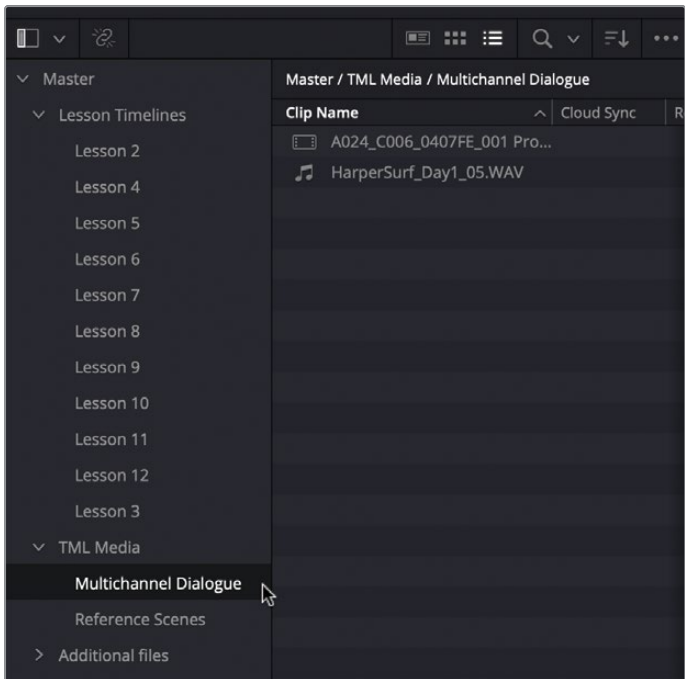 Master
Lesson Timelines
Lesson 2
Lesson 4
Lesson 5
Lesson 6
Lesson 7
Lesson 8
Lesson 9
Lesson 10
Lesson 11
Lesson 12
Lesson 3
TML Media
Multichannel Dialogue
Reference Scenes
Additional files
Master / TML Media / Multichannel Dialogue
Clip Name Cloud Sync R
A024_C006_0407FE_001 Pro...
HarperSurf_Day1_05.WAV